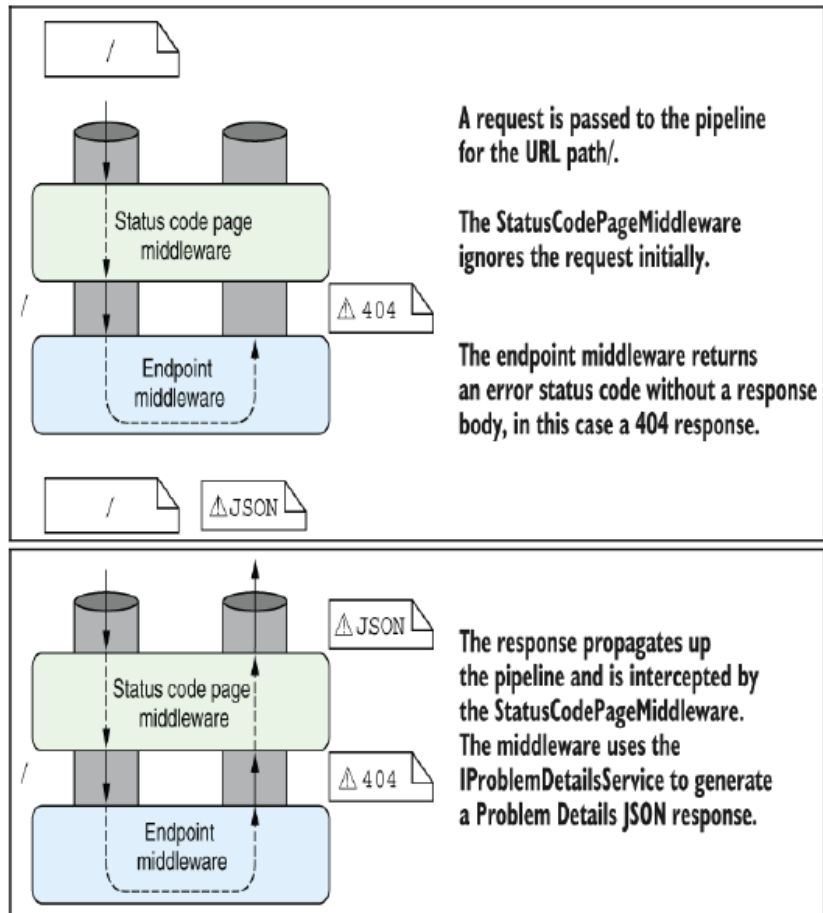 /
A request is passed to the pipeline
for the URL path/.
Status code page
middleware
The StatusCodePageMiddleware
ignores the request initially.
/
⚠ 404
Endpoint
middleware
The endpoint middleware returns
an error status code without a response
body, in this case a 404 response.
/
⚠JSON
⚠JSON
Status code page
middleware
The response propagates up
the pipeline and is intercepted by
the StatusCodePageMiddleware.
The middleware uses the
IProblemDetailsService to generate
a Problem Details JSON response.
/
⚠ 404
Endpoint
middleware